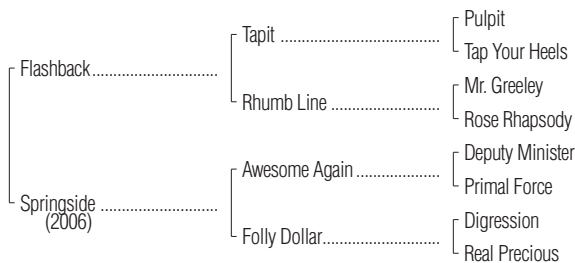 Pulpit
Tapit ........................................
Tap Your Heels
Flashback................................
Mr. Greeley
Rhumb Line ...........................
Rose Rhapsody
Deputy Minister
Awesome Again .....................
Primal Force
Springside ..............................
(2006)
Digression
Folly Dollar..............................
Real Precious